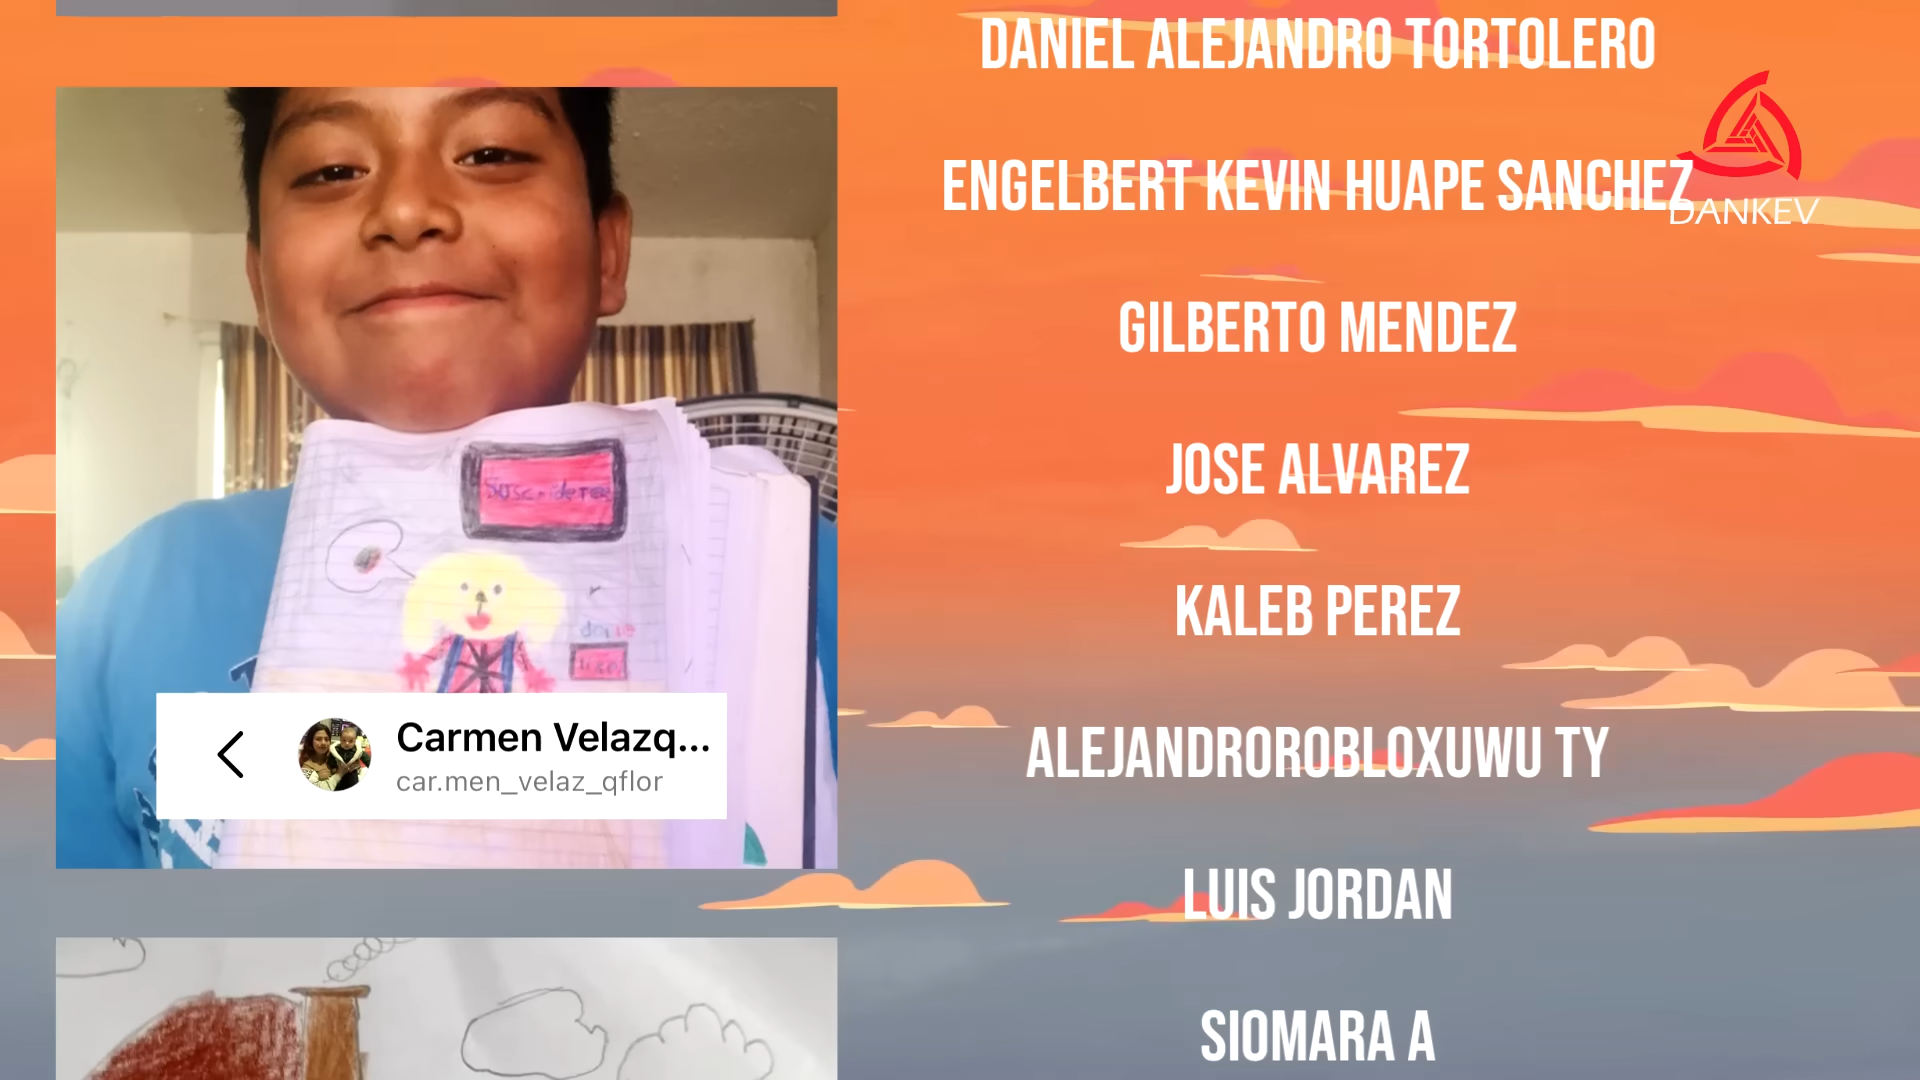 DANIEL ALEJANDRO TORTOLERO
ENGELBERT KEVIN HUAPE SANCHEZ
DANKEV
GILBERTO MENDEZ
JOSE ALVAREZ
KALEB PEREZ
ALEJANDROROBLOXUWU TY
LUIS JORDAN
SIOMARA A
Carmen Velazq...
car.men_velaz_qflor